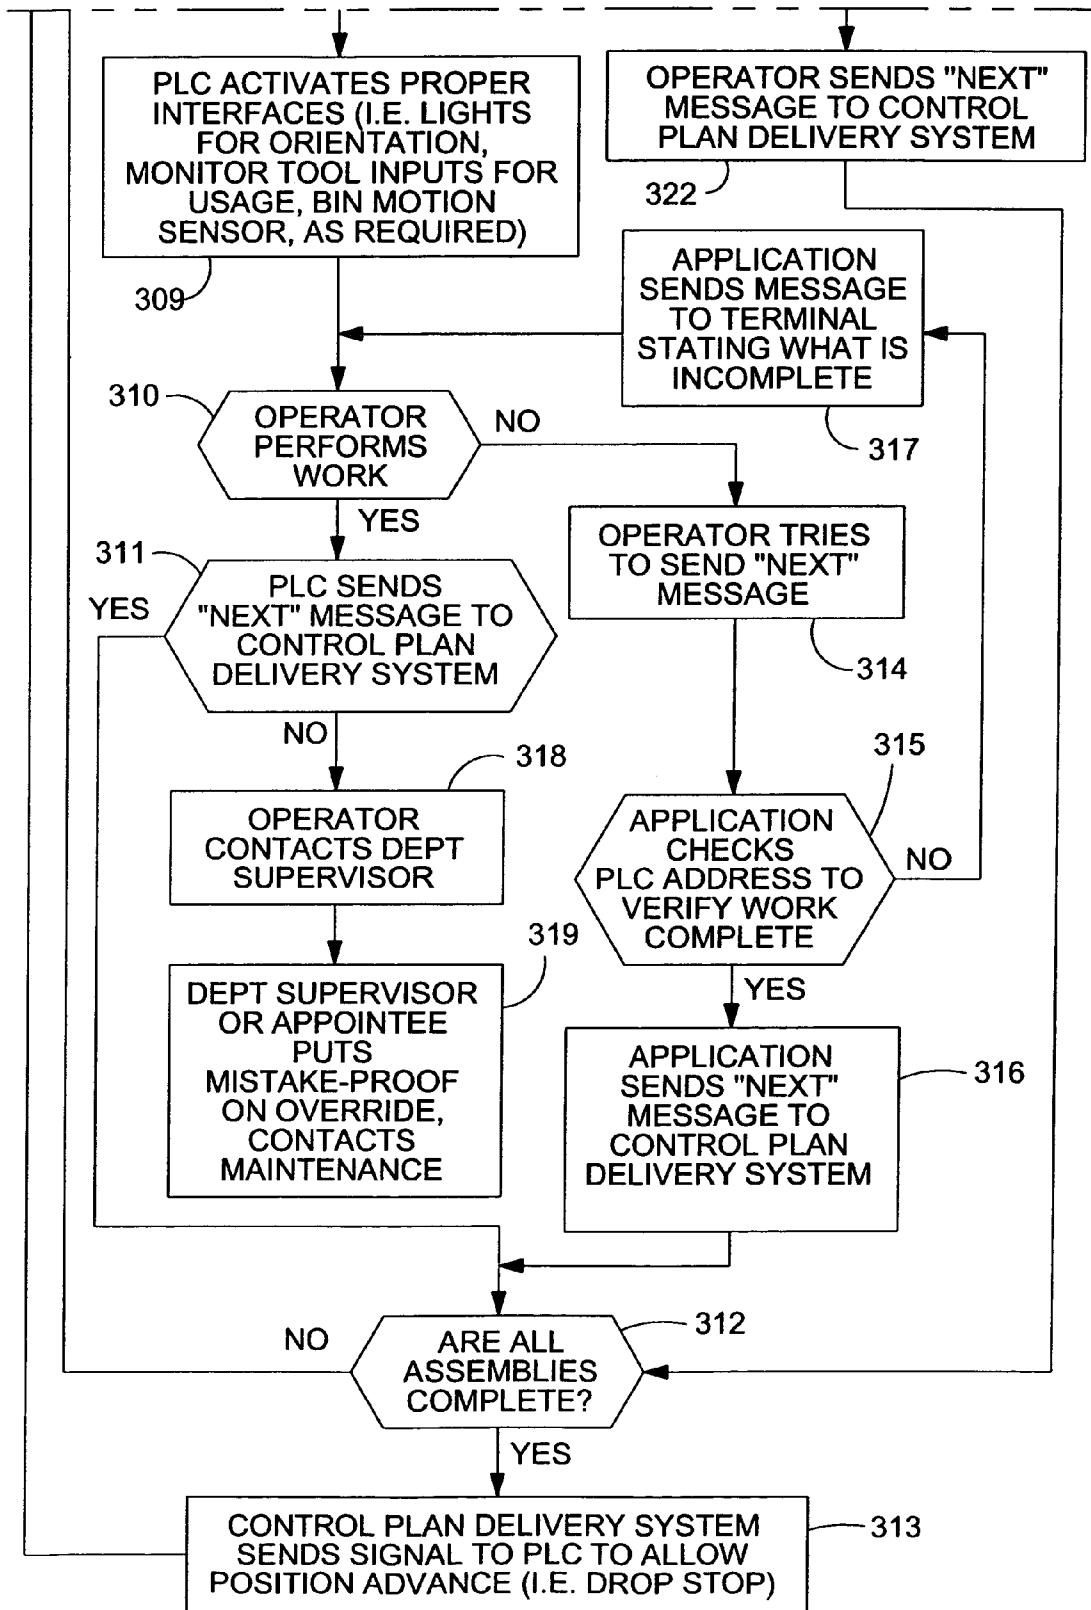 PLC ACTIVATES PROPER
INTERFACES (I.E. LIGHTS
FOR ORIENTATION,
MONITOR TOOL INPUTS FOR
USAGE, BIN MOTION
SENSOR, AS REQUIRED)
309
OPERATOR SENDS "NEXT"
MESSAGE TO CONTROL
PLAN DELIVERY SYSTEM
322
APPLICATION
SENDS MESSAGE
TO TERMINAL
STATING WHAT IS
INCOMPLETE
317
310
OPERATOR
PERFORMS
WORK
NO
YES
OPERATOR TRIES
TO SEND "NEXT"
MESSAGE
314
311
YES
PLC SENDS
"NEXT" MESSAGE TO
CONTROL PLAN
DELIVERY SYSTEM
NO
318
OPERATOR
CONTACTS DEPT
SUPERVISOR
315
APPLICATION
CHECKS
PLC ADDRESS TO
VERIFY WORK
COMPLETE
NO
YES
319
DEPT SUPERVISOR
OR APPOINTEE
PUTS
MISTAKE-PROOF
ON OVERRIDE,
CONTACTS
MAINTENANCE
APPLICATION
SENDS "NEXT"
MESSAGE TO
CONTROL PLAN
DELIVERY SYSTEM
316
NO
ARE ALL
ASSEMBLIES
COMPLETE?
312
YES
CONTROL PLAN DELIVERY SYSTEM
SENDS SIGNAL TO PLC TO ALLOW
POSITION ADVANCE (I.E. DROP STOP)
313